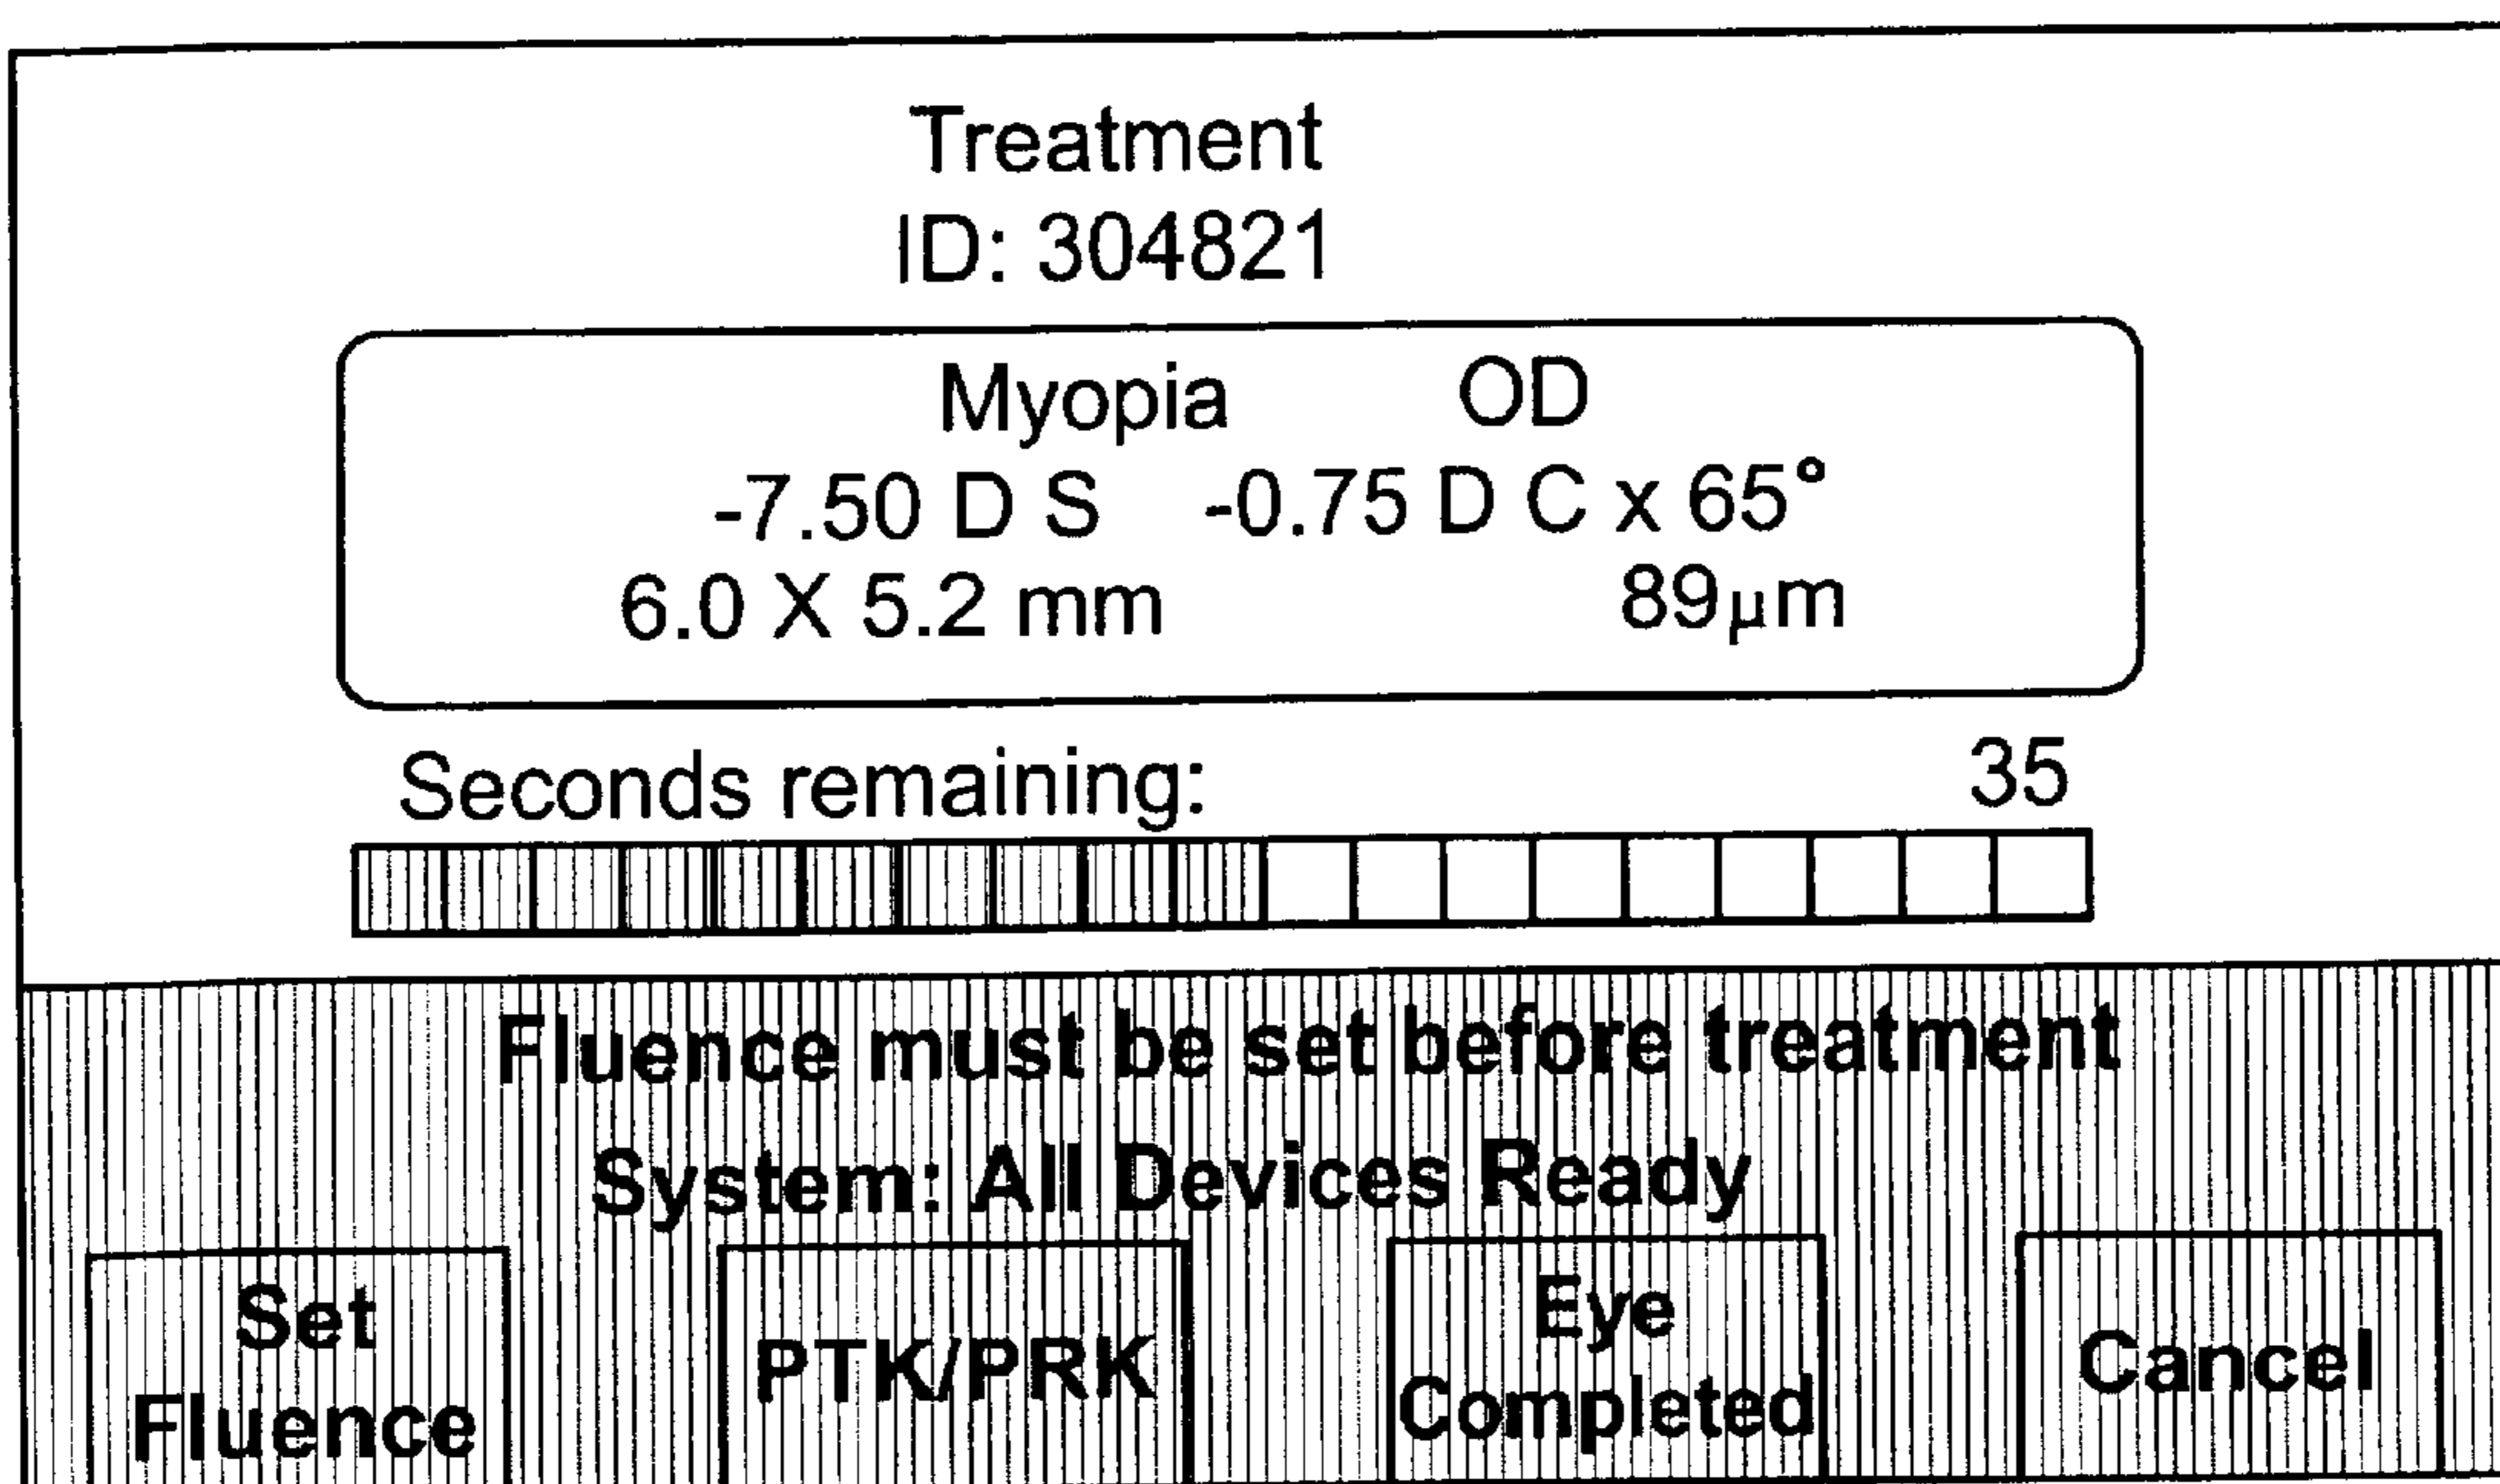 Treatment
ID: 304821
Myopia OD
-7.50 D S -0.75 D C x 65°
6.0 X 5.2 mm 89µm
Seconds remaining: 35
Fluence must be set before treatment
System: All Devices Ready
Set
Fluence
PTK/PRK
Eye
Completed
Cancel